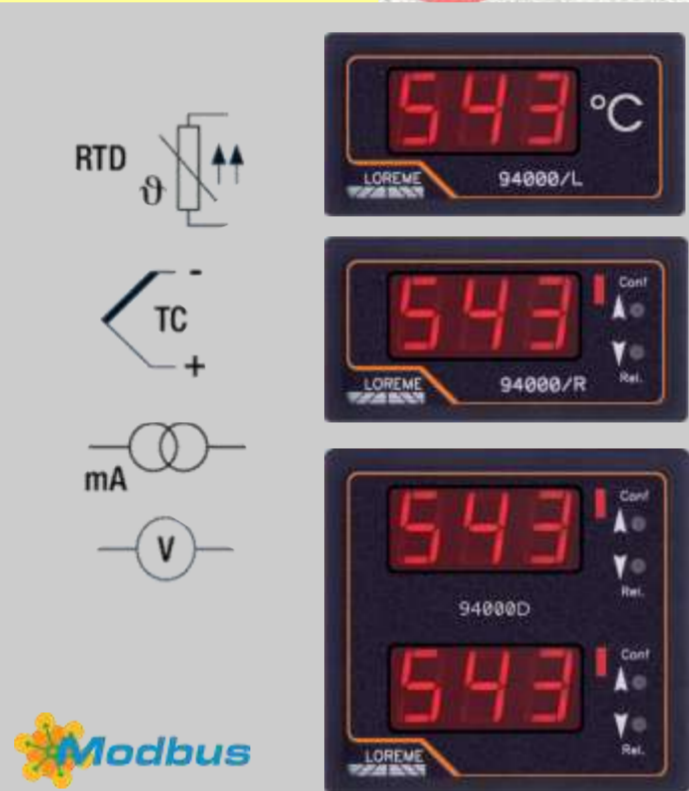 RTD
ϑ
-
TC
+
mA
V
Modbus
543 °C
LOREME 94000/L
543
Conf
Rel.
LOREME 94000/R
543
Conf
Rel.
94000D
543
Conf
Rel.
LOREME